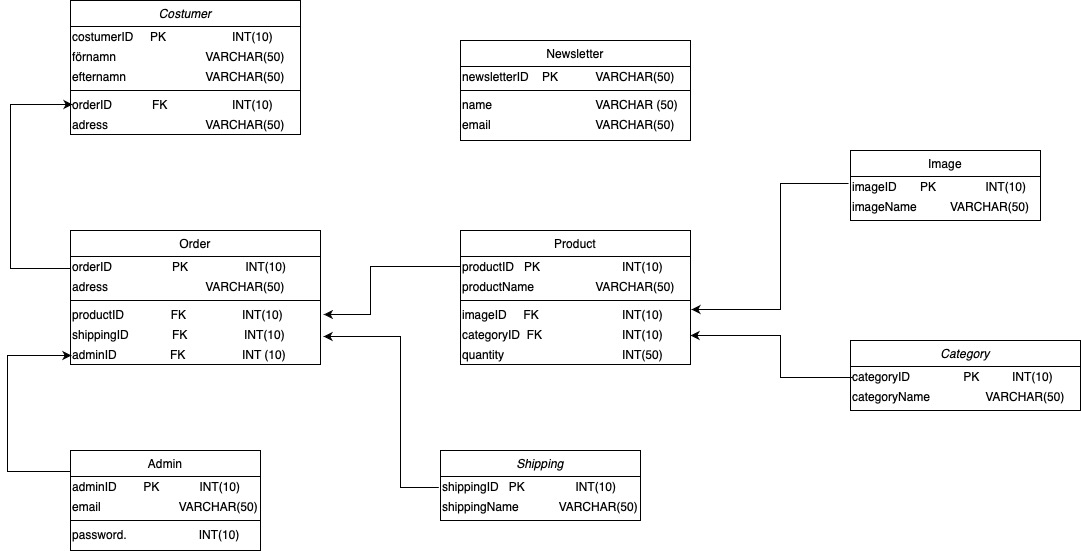 Costumer
costumerID PK INT(10)
förnamn VARCHAR(50)
efternamn VARCHAR(50)
orderID FK INT(10)
adress VARCHAR(50)
Newsletter
newsletterID PK VARCHAR(50)
name VARCHAR (50)
email VARCHAR(50)
Image
imageID PK INT(10)
imageName VARCHAR(50)
Order
orderID PK INT(10)
adress VARCHAR(50)
productID FK INT(10)
shippingID FK INT(10)
adminID FK INT (10)
Product
productID PK INT(10)
productName VARCHAR(50)
imageID FK INT(10)
categoryID FK INT(10)
quantity INT(50)
Category
categoryID PK INT(10)
categoryName VARCHAR(50)
Admin
adminID PK INT(10)
email VARCHAR(50)
password. INT(10)
Shipping
shippingID PK INT(10)
shippingName VARCHAR(50)